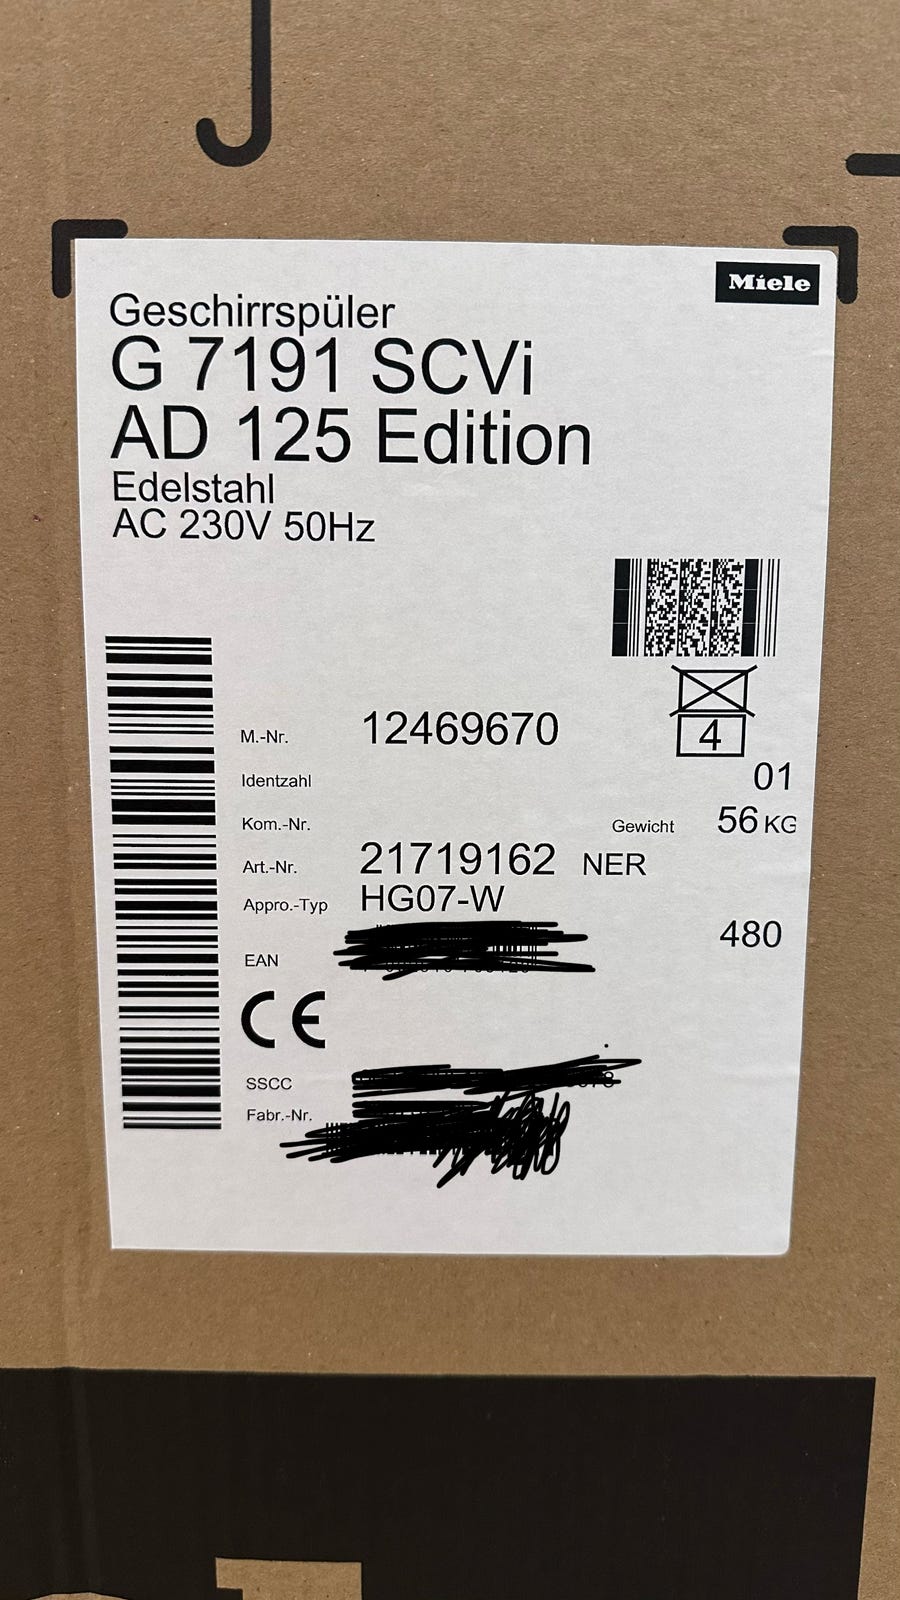 Miele
Geschirrspüler
G 7191 SCVi
AD 125 Edition
Edelstahl
AC 230V 50Hz
4
M.-Nr. 12469670
Identzahl 01
Kom.-Nr. Gewicht 56 KG
Art.-Nr. 21719162 NER
Appro.-Typ HG07-W
480
EAN
CE
SSCC
Fabr.-Nr.